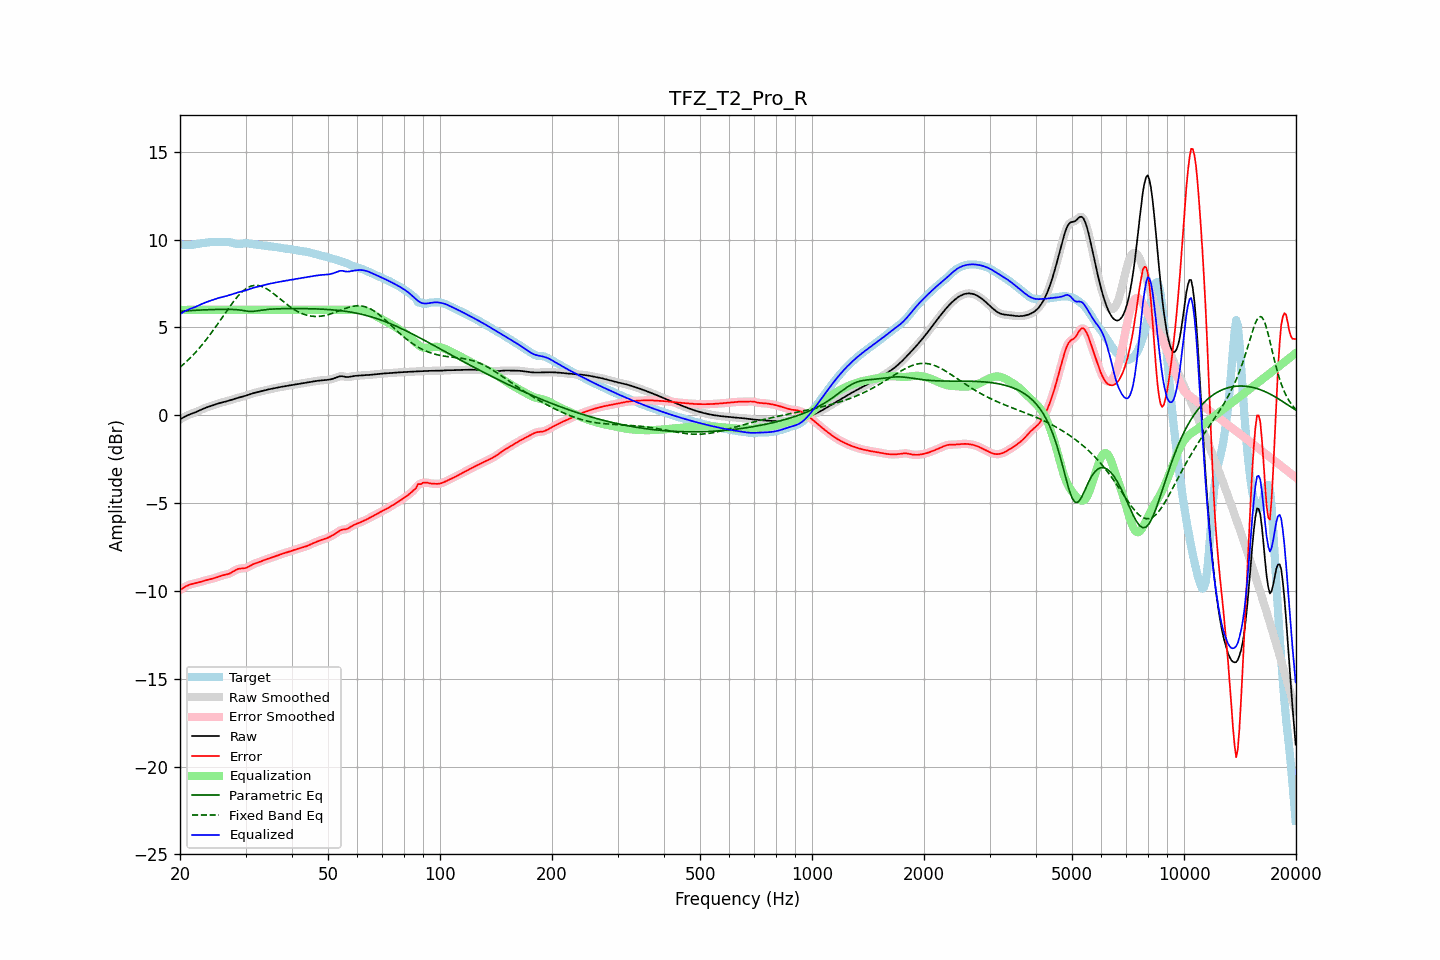 TFZ_T2_Pro_R
15
10
5
0
−5
−10
−15
−20
−25
Amplitude (dBr)
Target
Raw Smoothed
Error Smoothed
Raw
Error
Equalization
Parametric Eq
Fixed Band Eq
Equalized
20 50 100 200 500 1000 2000 5000 10000 20000
Frequency (Hz)